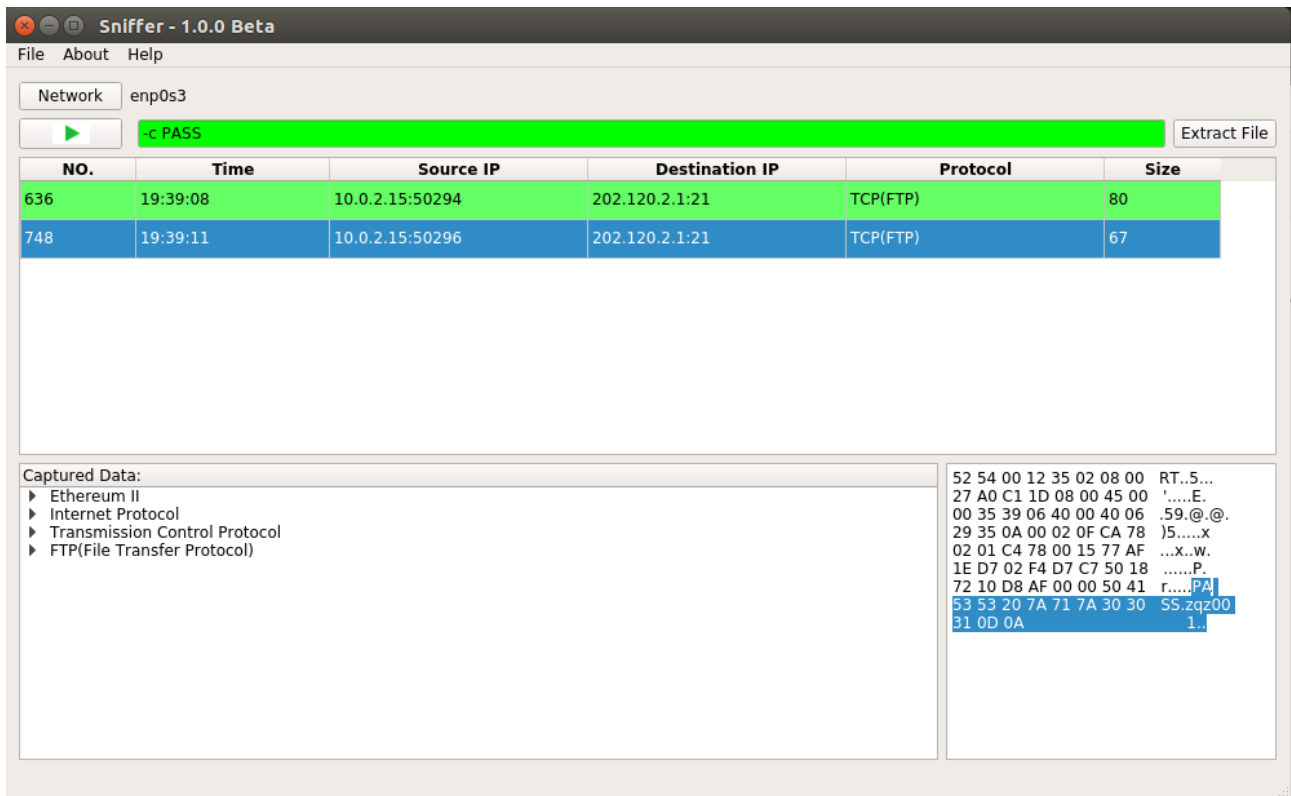 Sniffer - 1.0.0 Beta
File About Help
Network enp0s3
-c PASS Extract File
NO. Time Source IP Destination IP Protocol Size
636 19:39:08 10.0.2.15:50294 202.120.2.1:21 TCP(FTP) 80
748 19:39:11 10.0.2.15:50296 202.120.2.1:21 TCP(FTP) 67
Captured Data:
Ethereum II
Internet Protocol
Transmission Control Protocol
FTP(File Transfer Protocol)
52 54 00 12 35 02 08 00 RT..5...
27 A0 C1 1D 08 00 45 00 '.....E.
00 35 39 06 40 00 40 06 .59.@.@.
29 35 0A 00 02 0F CA 78 )5.....x
02 01 C4 78 00 15 77 AF ...x..w.
1E D7 02 F4 D7 C7 50 18 ......P.
72 10 D8 AF 00 00 50 41 r.....PA
53 53 20 7A 71 7A 30 30 SS.zqz00
31 0D 0A 1..